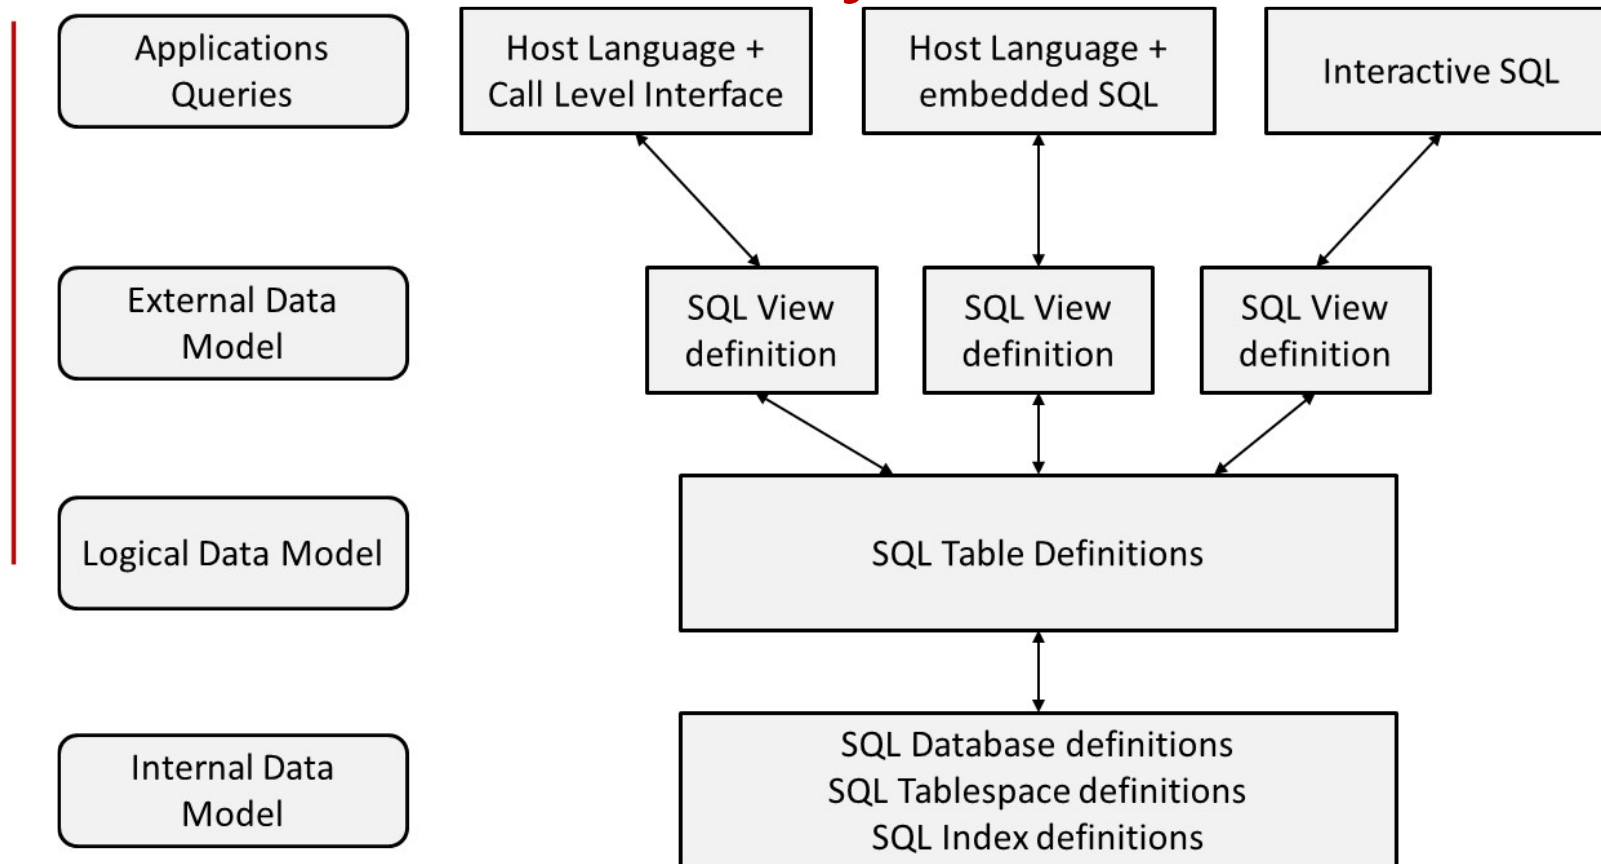 Applications
Queries
Host Language +
Call Level Interface
Host Language +
embedded SQL
Interactive SQL
External Data
Model
SQL View
definition
SQL View
definition
SQL View
definition
Logical Data Model
SQL Table Definitions
Internal Data
Model
SQL Database definitions
SQL Tablespace definitions
SQL Index definitions